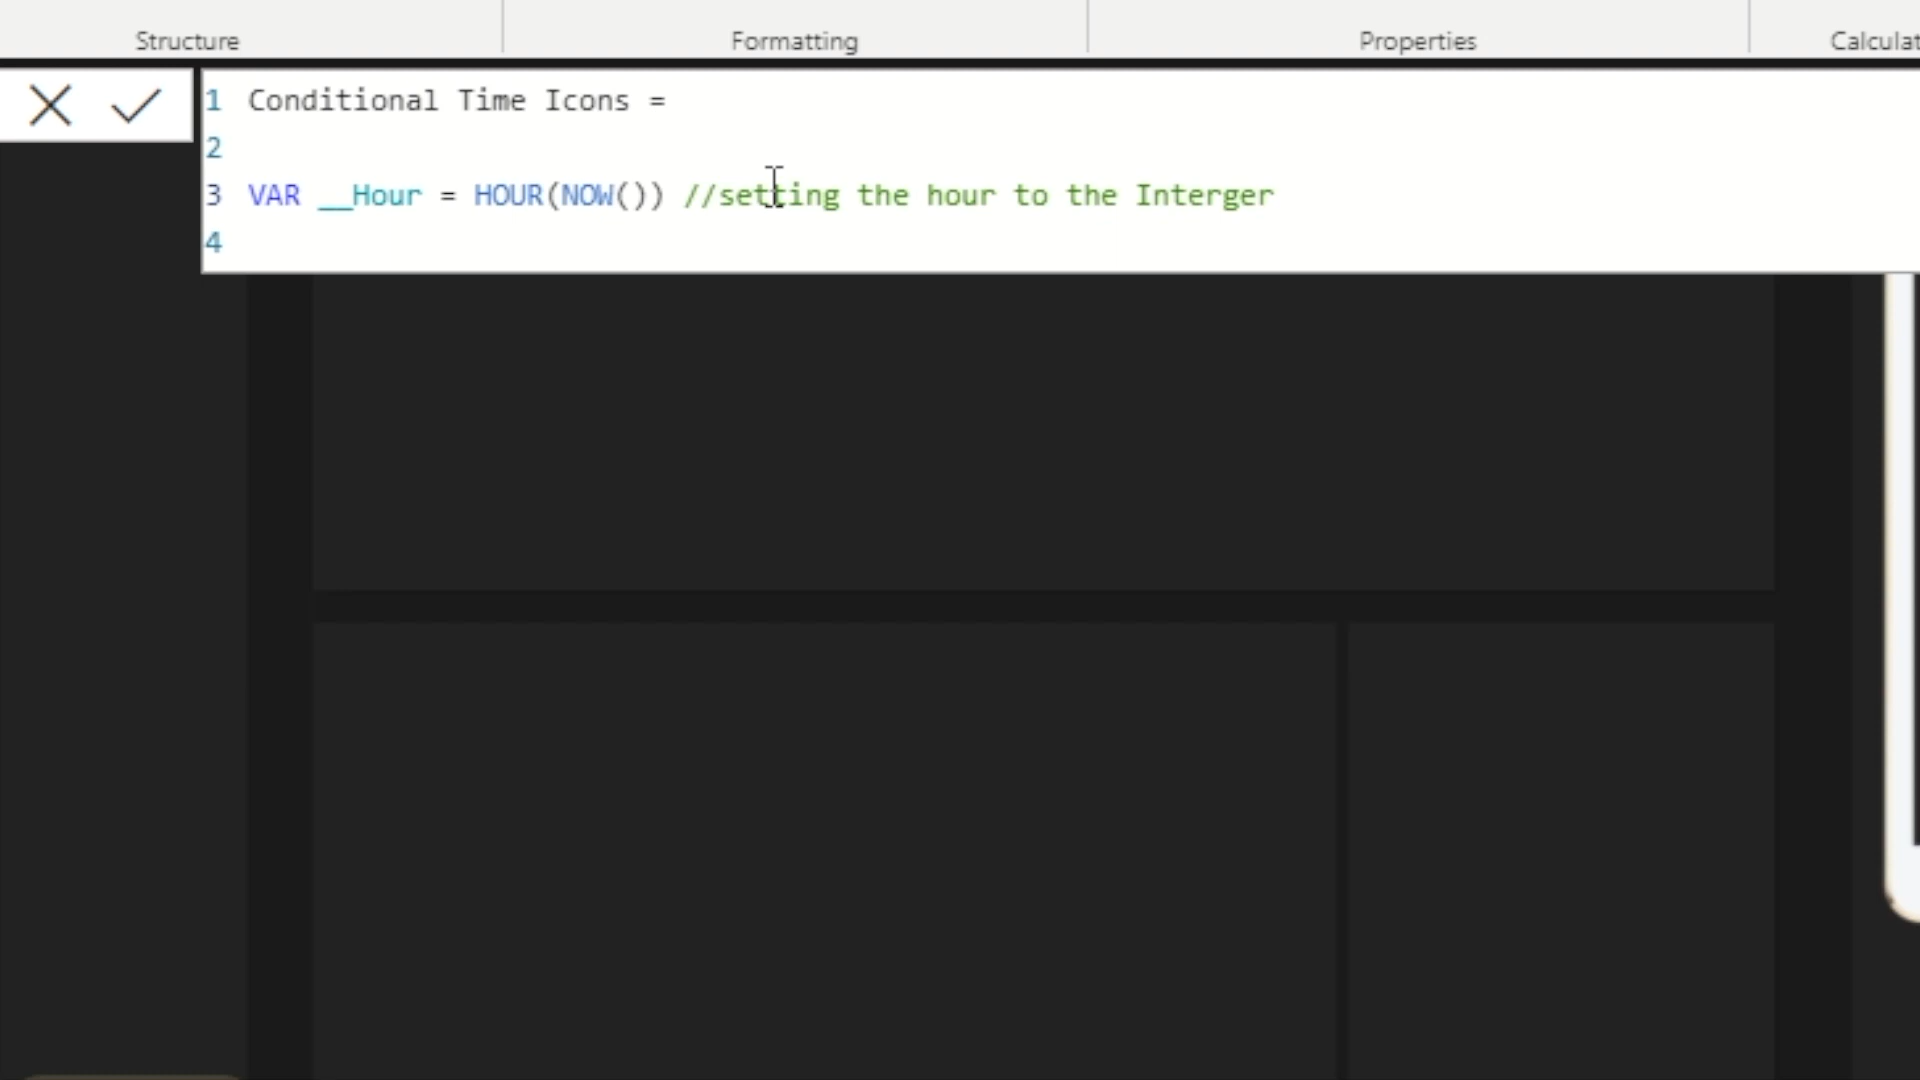 Structure
Formatting
Properties
Calculat
1 Conditional Time Icons =
2
3 VAR __Hour = HOUR(NOW()) //setting the hour to the Interger
4